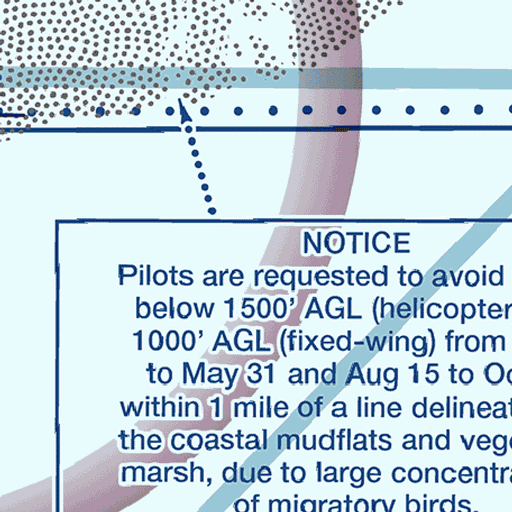 NOTICE
Pilots are requested to avoid
below 1500' AGL (helicopter
1000' AGL (fixed-wing) from
to May 31 and Aug 15 to Oc
within 1 mile of a line delineat
the coastal mudflats and vege
marsh, due to large concentra
of migratory birds.